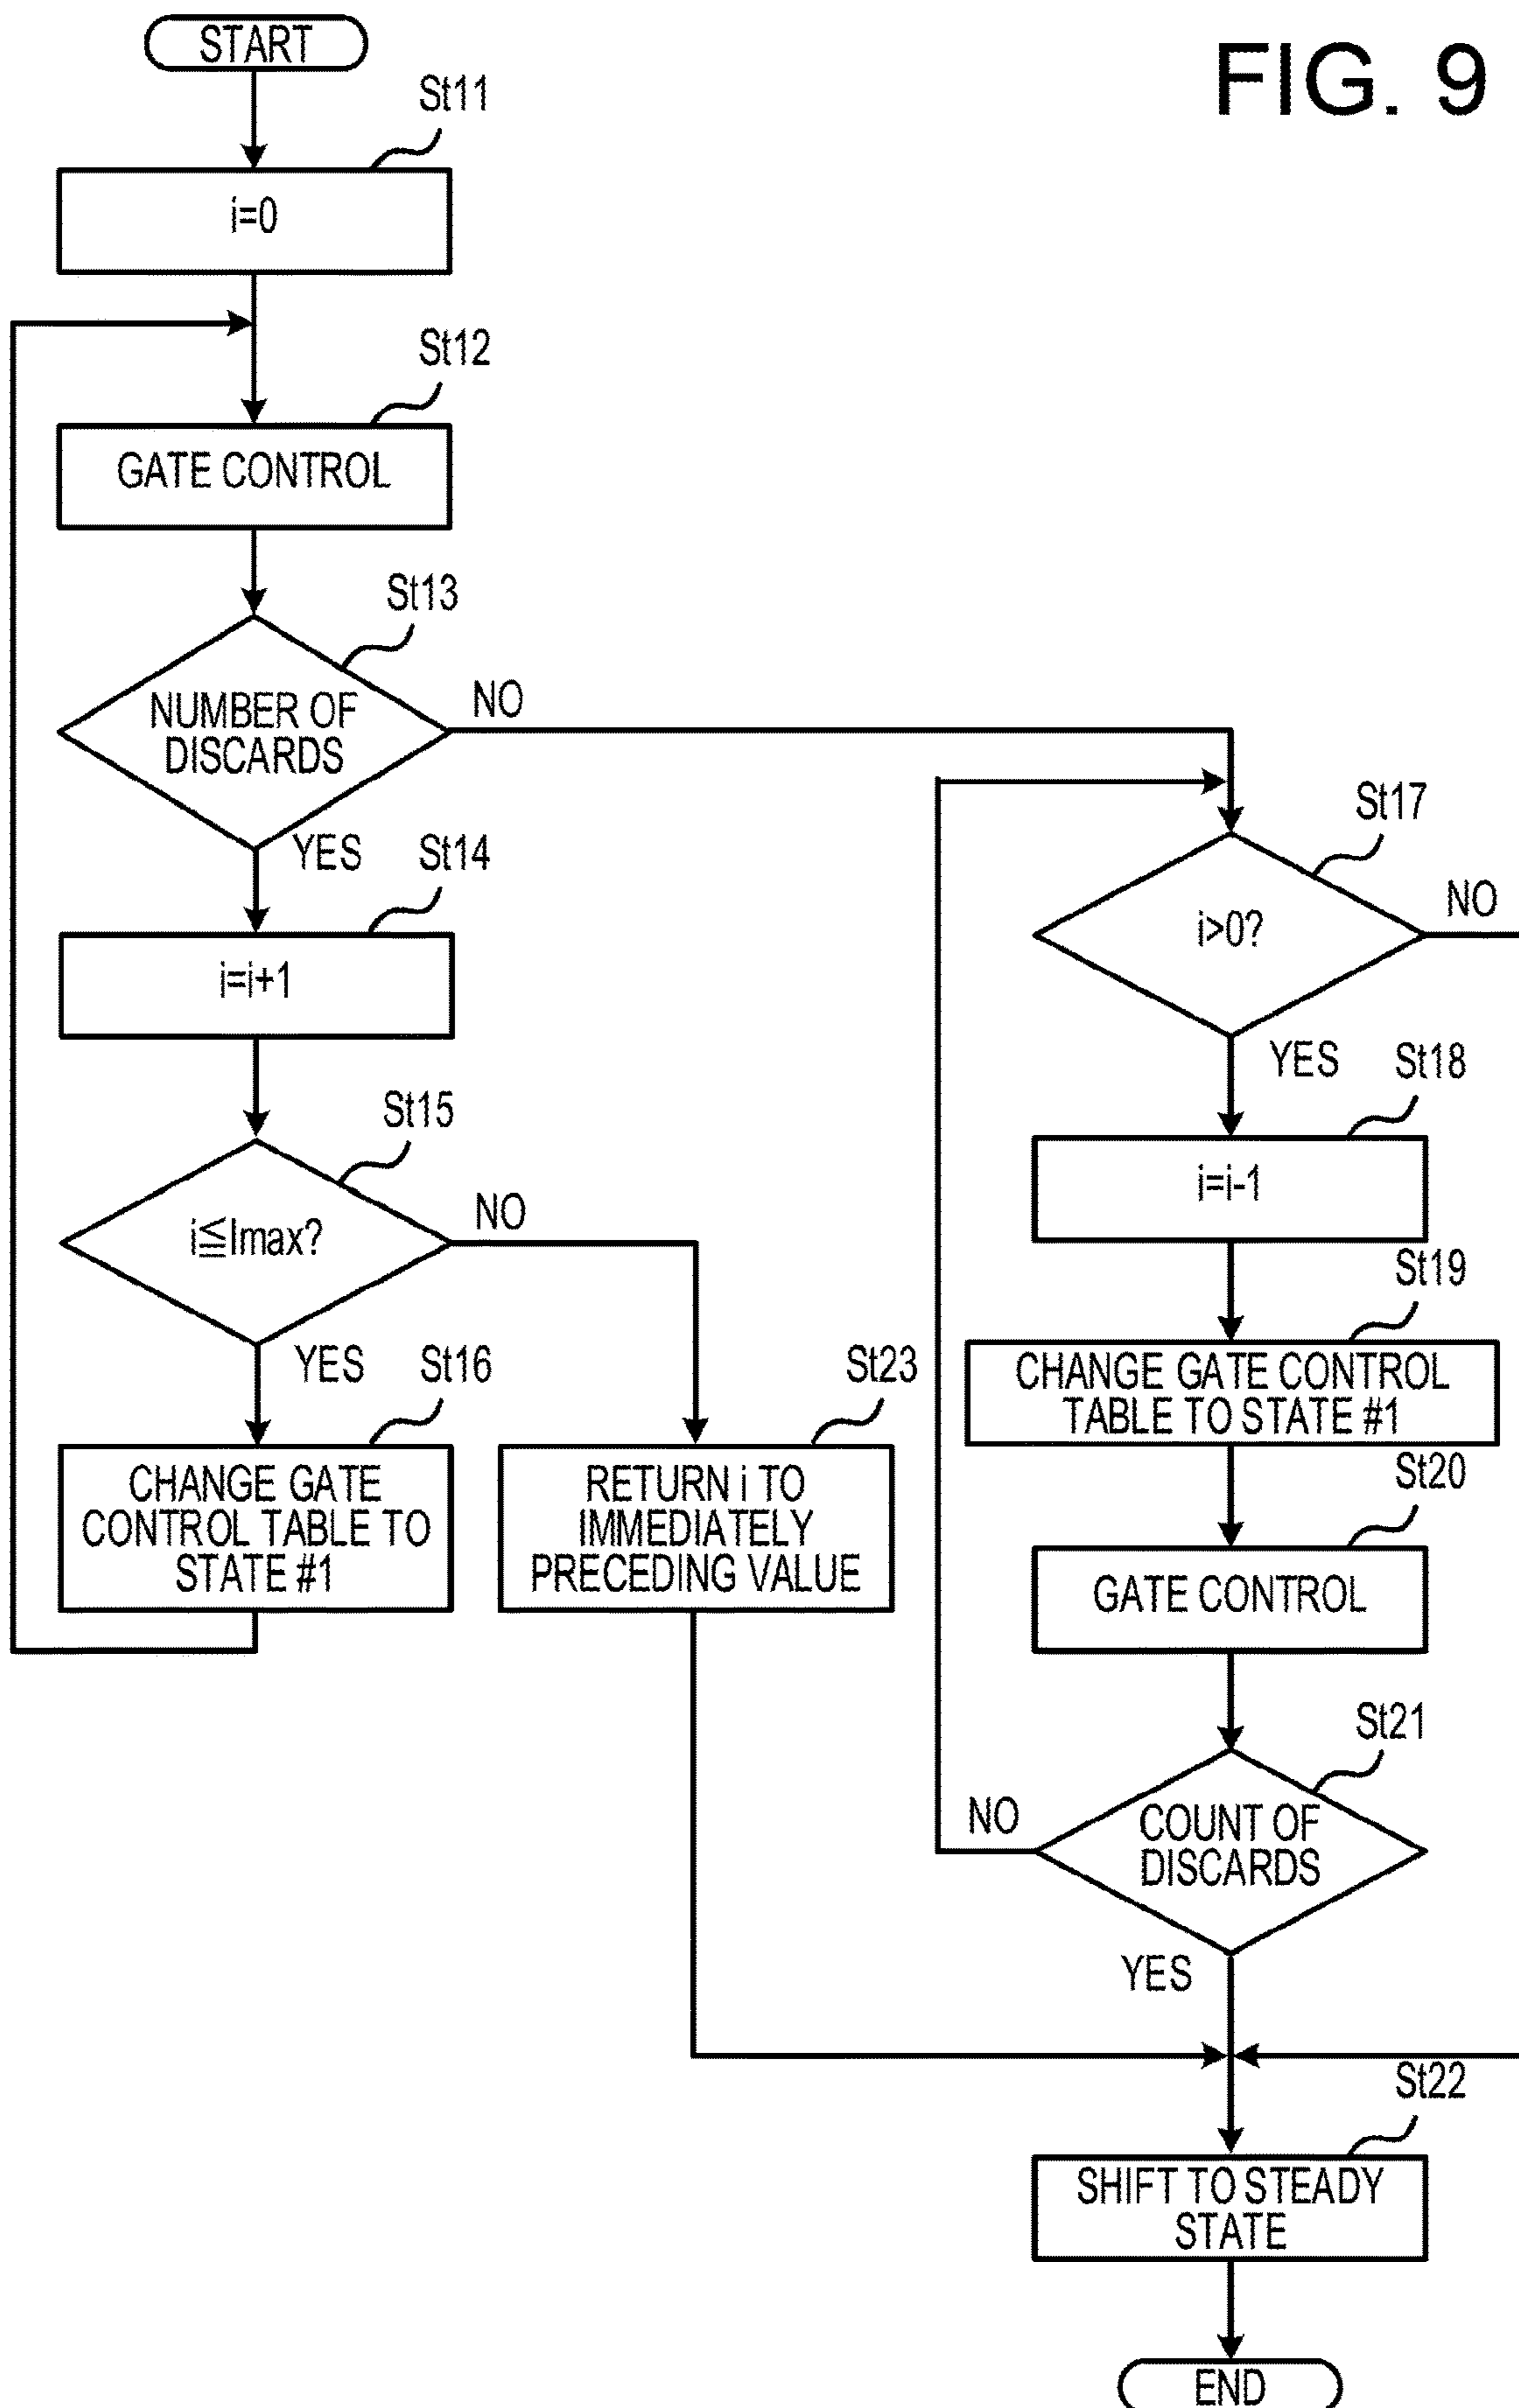 FIG. 9
START
St11
i=0
St12
GATE CONTROL
St13
NUMBER OF
DISCARDS
NO
YES
St14
i=i+1
St15
i≦Imax?
NO
YES
St16
CHANGE GATE
CONTROL TABLE TO
STATE #1
St23
RETURN i TO
IMMEDIATELY
PRECEDING VALUE
St17
i>0?
NO
YES
St18
i=i-1
St19
CHANGE GATE CONTROL
TABLE TO STATE #1
St20
GATE CONTROL
St21
COUNT OF
DISCARDS
NO
YES
St22
SHIFT TO STEADY
STATE
END